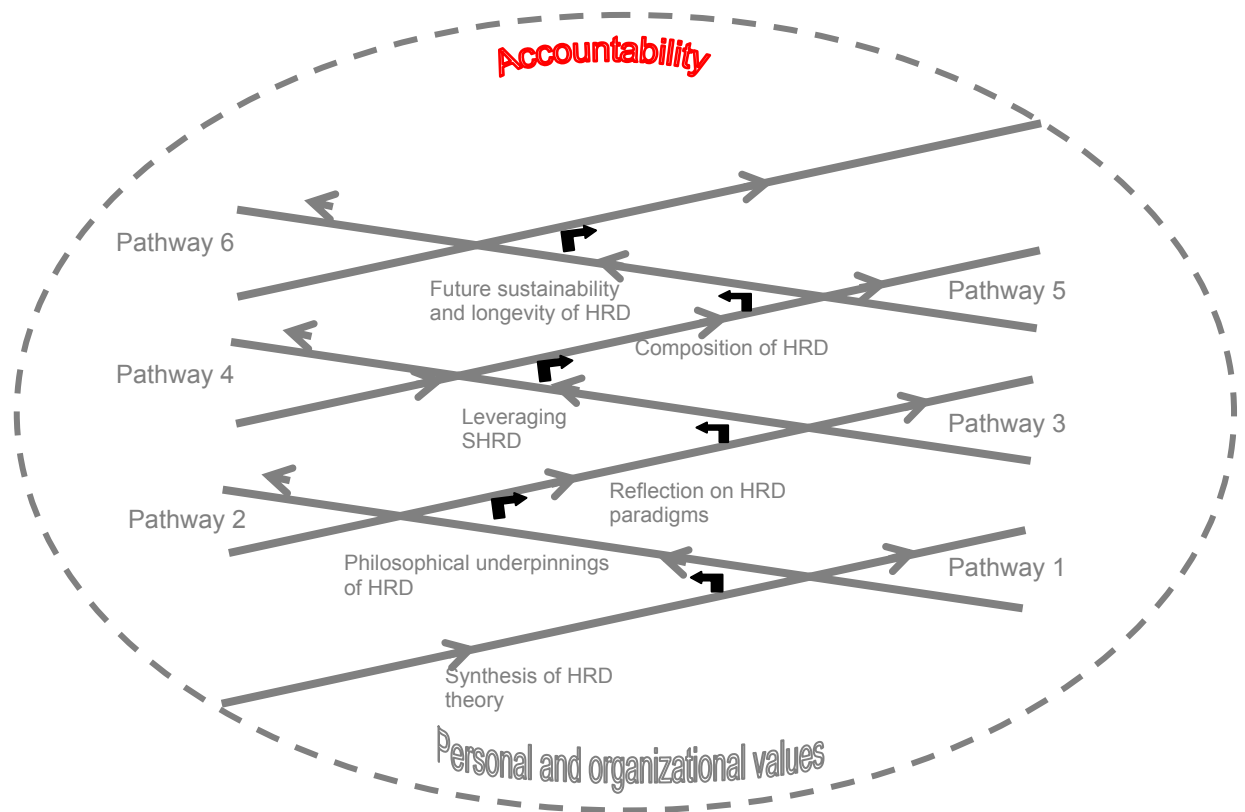 Accountability
Pathway 6
Future sustainability
and longevity of HRD
Pathway 5
Composition of HRD
Pathway 4
Leveraging
SHRD
Pathway 3
Reflection on HRD
paradigms
Pathway 2
Philosophical underpinnings
of HRD
Pathway 1
Synthesis of HRD
theory
Personal and organizational values